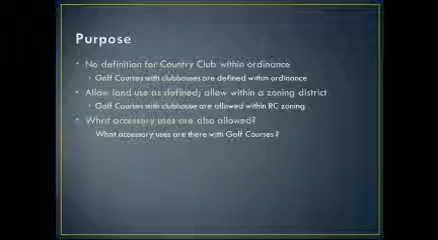 Purpose
No definition for Country Club within ordinance
Golf Courses with clubhouses are defined within ordinance
Allow land use as defined; allow within a zoning district
Golf Courses with clubhouse are allowed within RC zoning
What accessory uses are also allowed?
What accessory uses are there with Golf Courses?